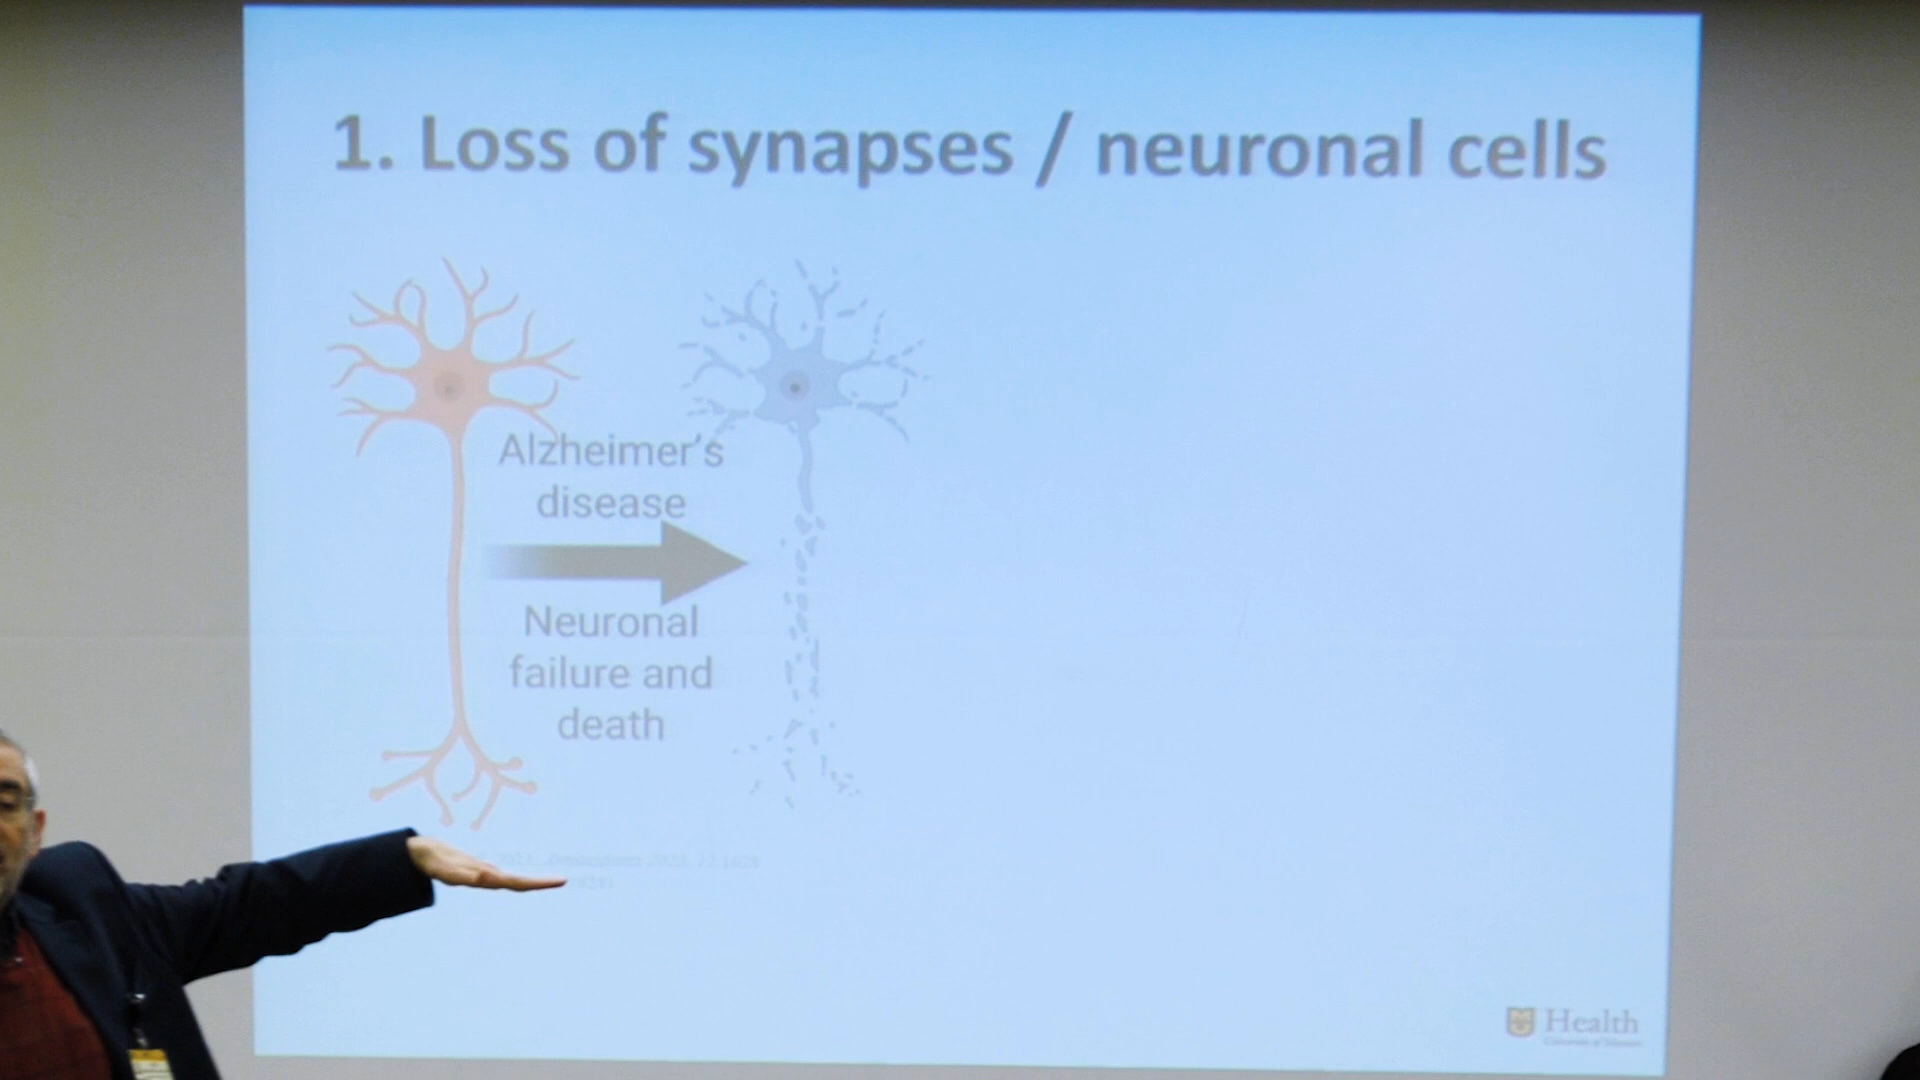 1. Loss of synapses / neuronal cells
Alzheimer's
disease
Neuronal
failure and
death
Health